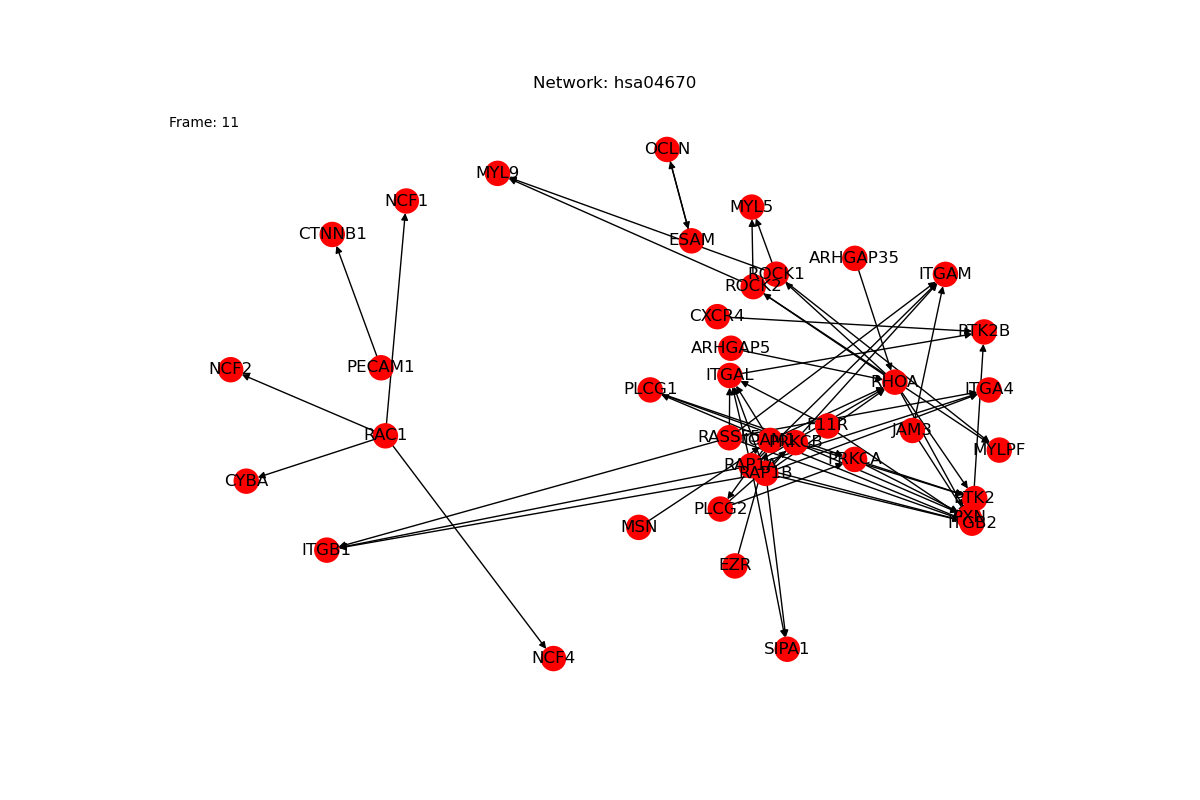 Network: hsa04670
Frame: 11
OCLN
MYL9
NCF1
MYL5
CTNNB1
ESAM
ARHGAP35
ROCK1
ITGAM
ROCK2
CXCR4
PTK2B
ARHGAP5
NCF2
PECAM1
ITGAL
RHOA
PLCG1
ITGA4
F11R
JAM3
RAC1
RASSF5
PRKCB
MYLPF
PRKCA
RAP1A
RAP1B
CYBA
PTK2
PLCG2
PXN
ITGB2
MSN
ITGB1
EZR
SIPA1
NCF4